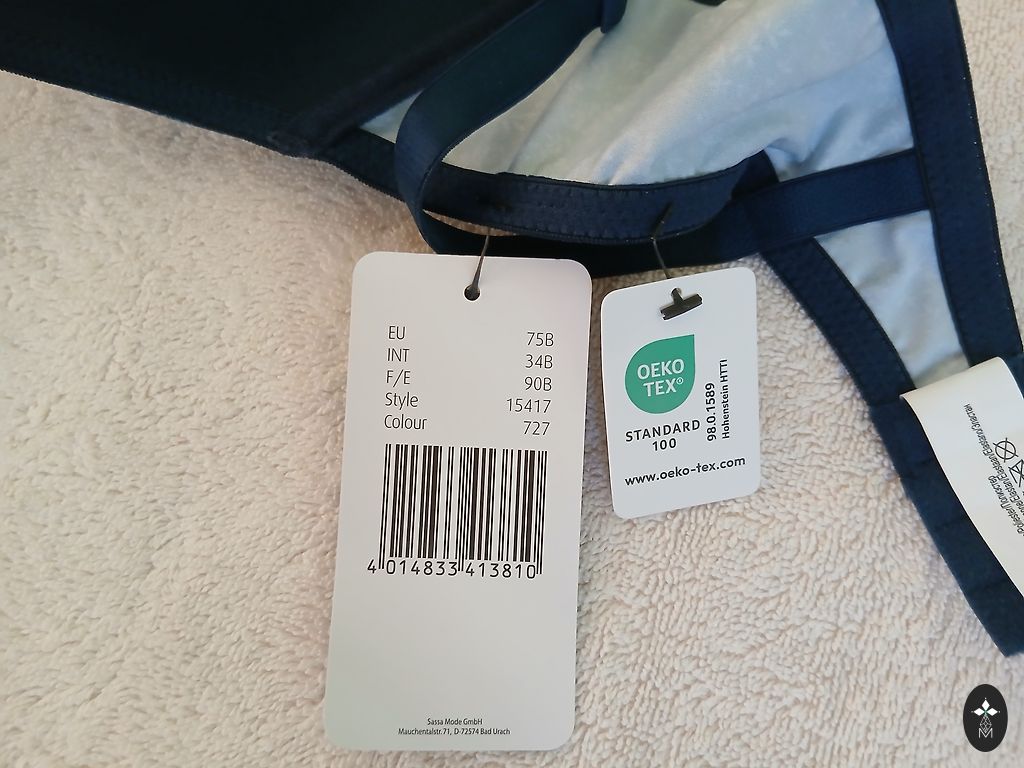 EU 75B
INT 34B
F/E 90B
Style 15417
Colour 727
4 014833 413810
Sassa Mode GmbH
Mauchentalstr. 71, D-72574 Bad Urach
OEKO
TEX®
STANDARD
100
98.0.1589
Hohenstein HTTI
www.oeko-tex.com
M